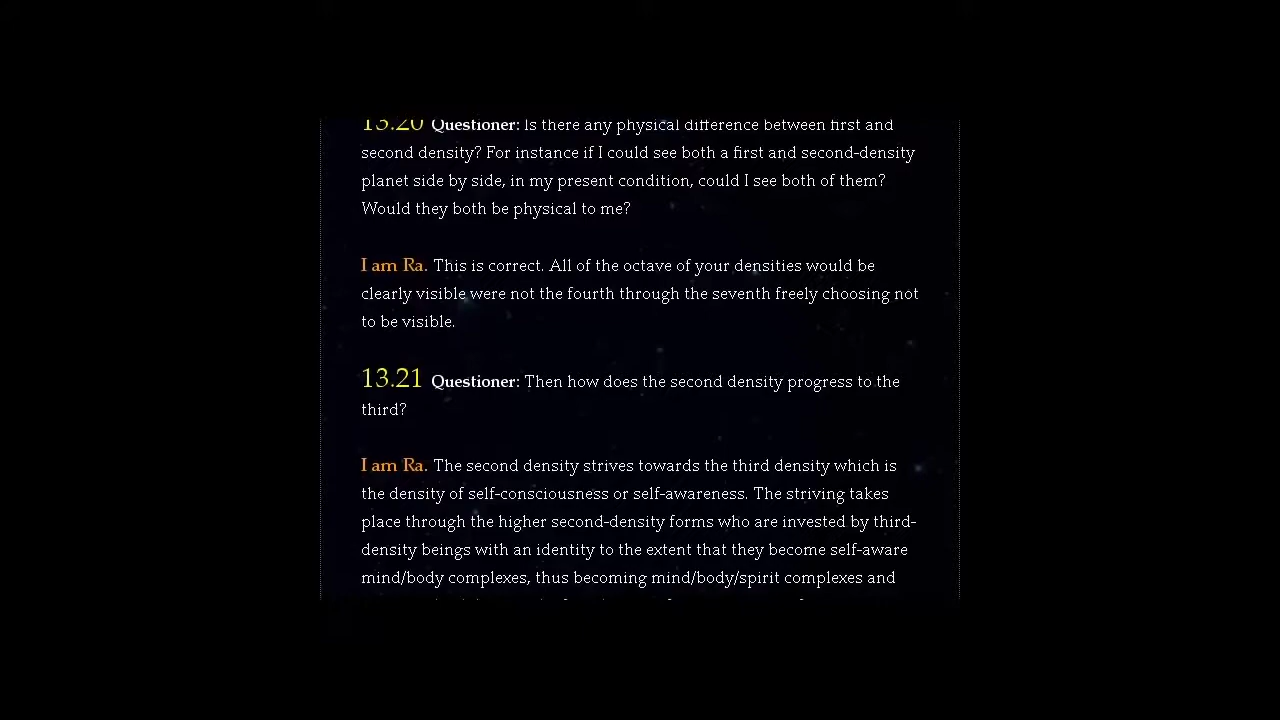 13.20 Questioner: Is there any physical difference between first and
second density? For instance if I could see both a first and second-density
planet side by side, in my present condition, could I see both of them?
Would they both be physical to me?
I am Ra. This is correct. All of the octave of your densities would be
clearly visible were not the fourth through the seventh freely choosing not
to be visible.
13.21 Questioner: Then how does the second density progress to the
third?
I am Ra. The second density strives towards the third density which is
the density of self-consciousness or self-awareness. The striving takes
place through the higher second-density forms who are invested by third-
density beings with an identity to the extent that they become self-aware
mind/body complexes, thus becoming mind/body/spirit complexes and